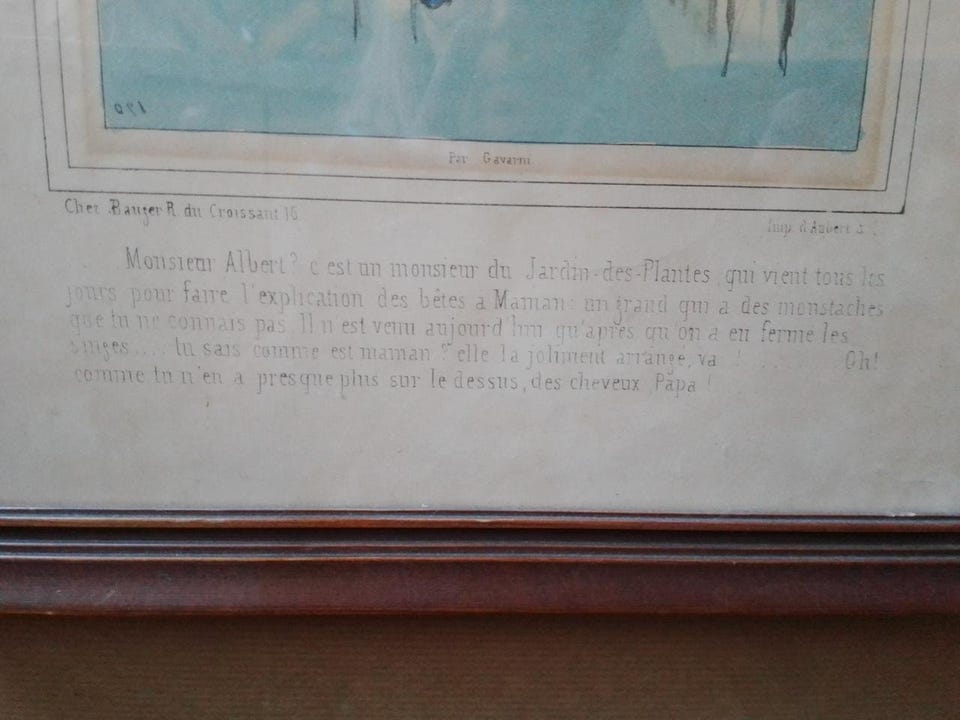 Par Gavarni.
Chez Bauger R. du Croissant 16
Imp. d'Aubert &
Monsieur Albert? c'est un monsieur du Jardin-des-Plantes, qui vient tous les
jours pour faire l'explication des bêtes a Maman: un grand qui a des monstaches
que tu ne connais pas. Il n'est venu aujourd'hui qu'après qu'on a eu fermé les
singes.... tu sais comme est maman? elle l'a joliment arrangé, va !.... Oh!
comme tu n'en a presque plus sur le dessus, des cheveux, Papa !